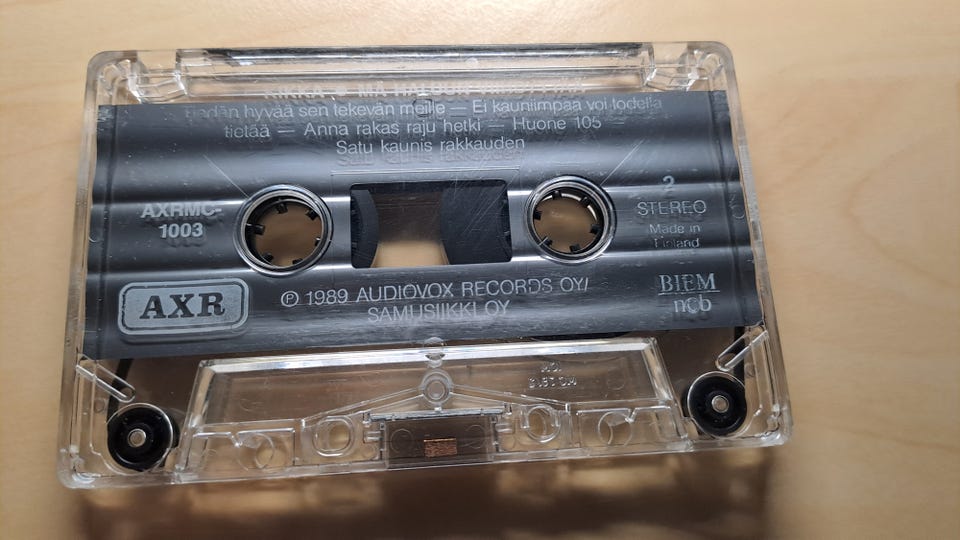 hyvää sen tekevän meille — Ei kauniimpaa voi todella
tietää — Anna rakas raju hetki — Huone 105
Satu kaunis rakkauden
AXRMC-
1003
2
STEREO
Made in
Finland
AXR
℗ 1989 AUDIOVOX RECORDS OY/
SAMUSIIKKI OY
BIEM
ncb